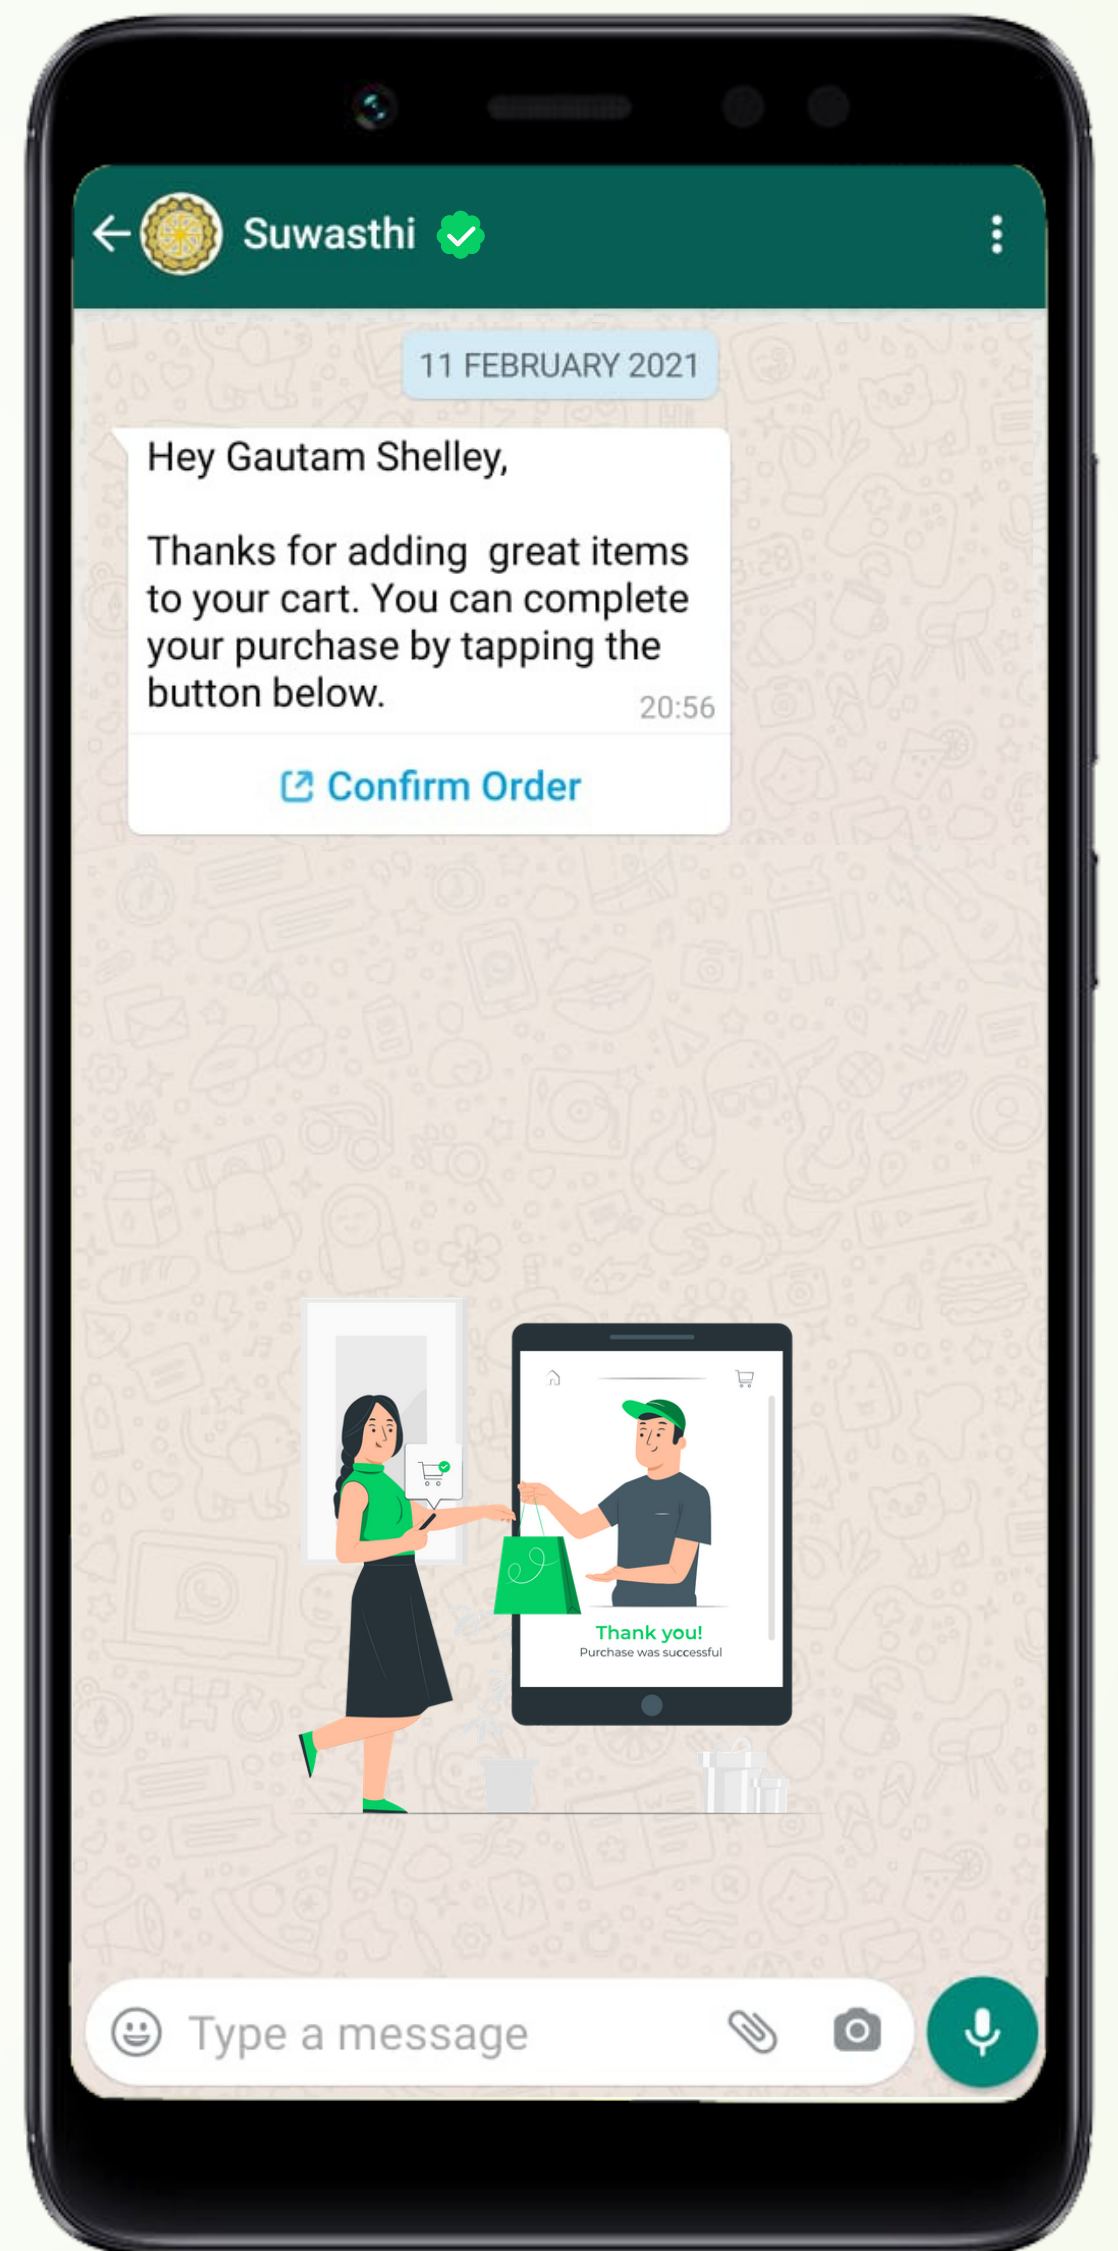 Suwasthi
11 FEBRUARY 2021
Hey Gautam Shelley,
Thanks for adding  great items
to your cart. You can complete
your purchase by tapping the
button below.
20:56
Confirm Order
Thank you!
Purchase was successful
Type a message